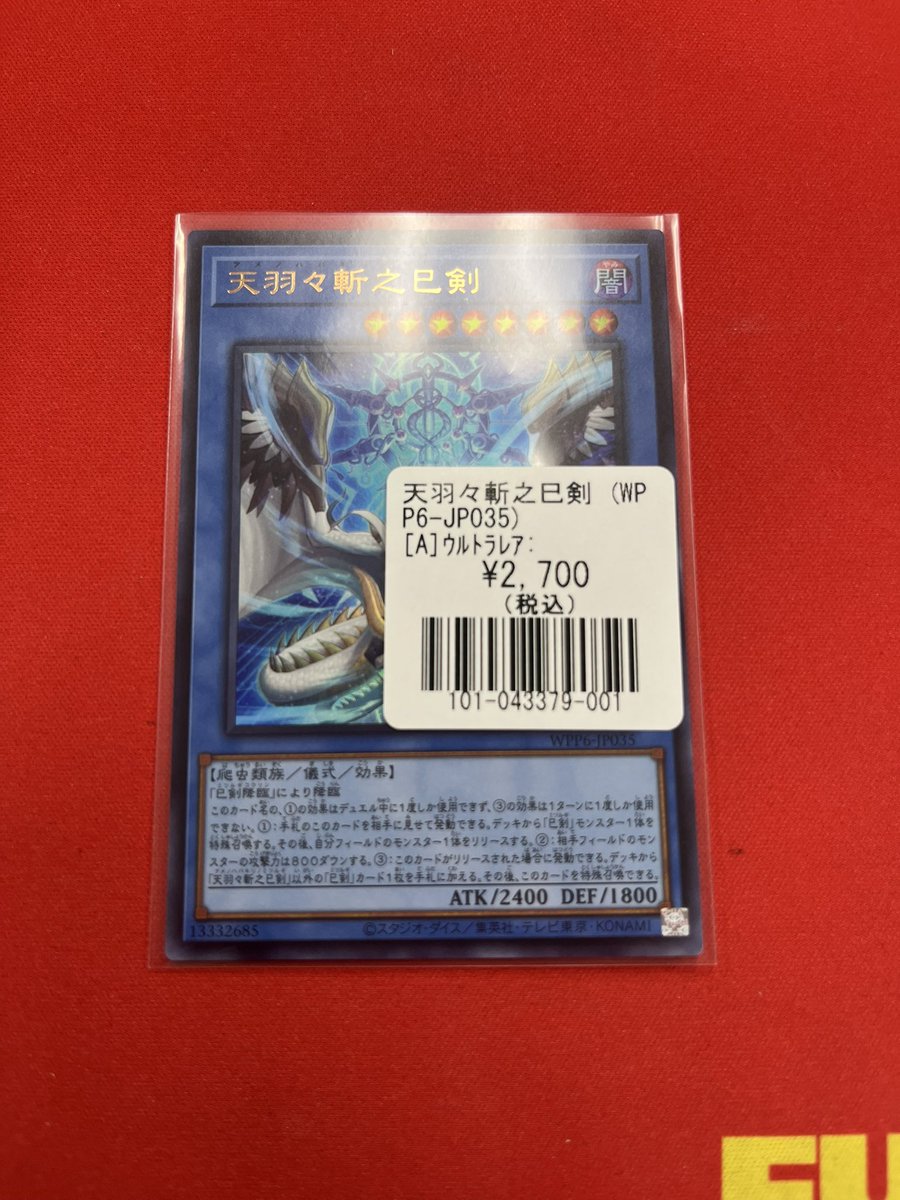 天羽々斬之巳剣
闇
天羽々斬之巳剣 (WP
P6-JP035)
[A]ウルトラレア:
¥2,700
(税込)
101-043379-001
WPP6-JP035
【爬虫類族/儀式/効果】
「巳剣降臨」により降臨
このカード名の、①の効果はデュエル中に1度しか使用できず、③の効果は1ターンに1度しか使用
できない。①:手札のこのカードを相手に見せて発動できる。デッキから「巳剣」モンスター1体を
特殊召喚する。その後、自分フィールドのモンスター1体をリリースする。②:相手フィールドのモン
スターの攻撃力は800ダウンする。③:このカードがリリースされた場合に発動できる。デッキから
「天羽々斬之巳剣」以外の「巳剣」カード1枚を手札に加える。その後、このカードを特殊召喚できる。
ATK/2400 DEF/1800
13332685
©スタジオ・ダイス/集英社・テレビ東京・KONAMI